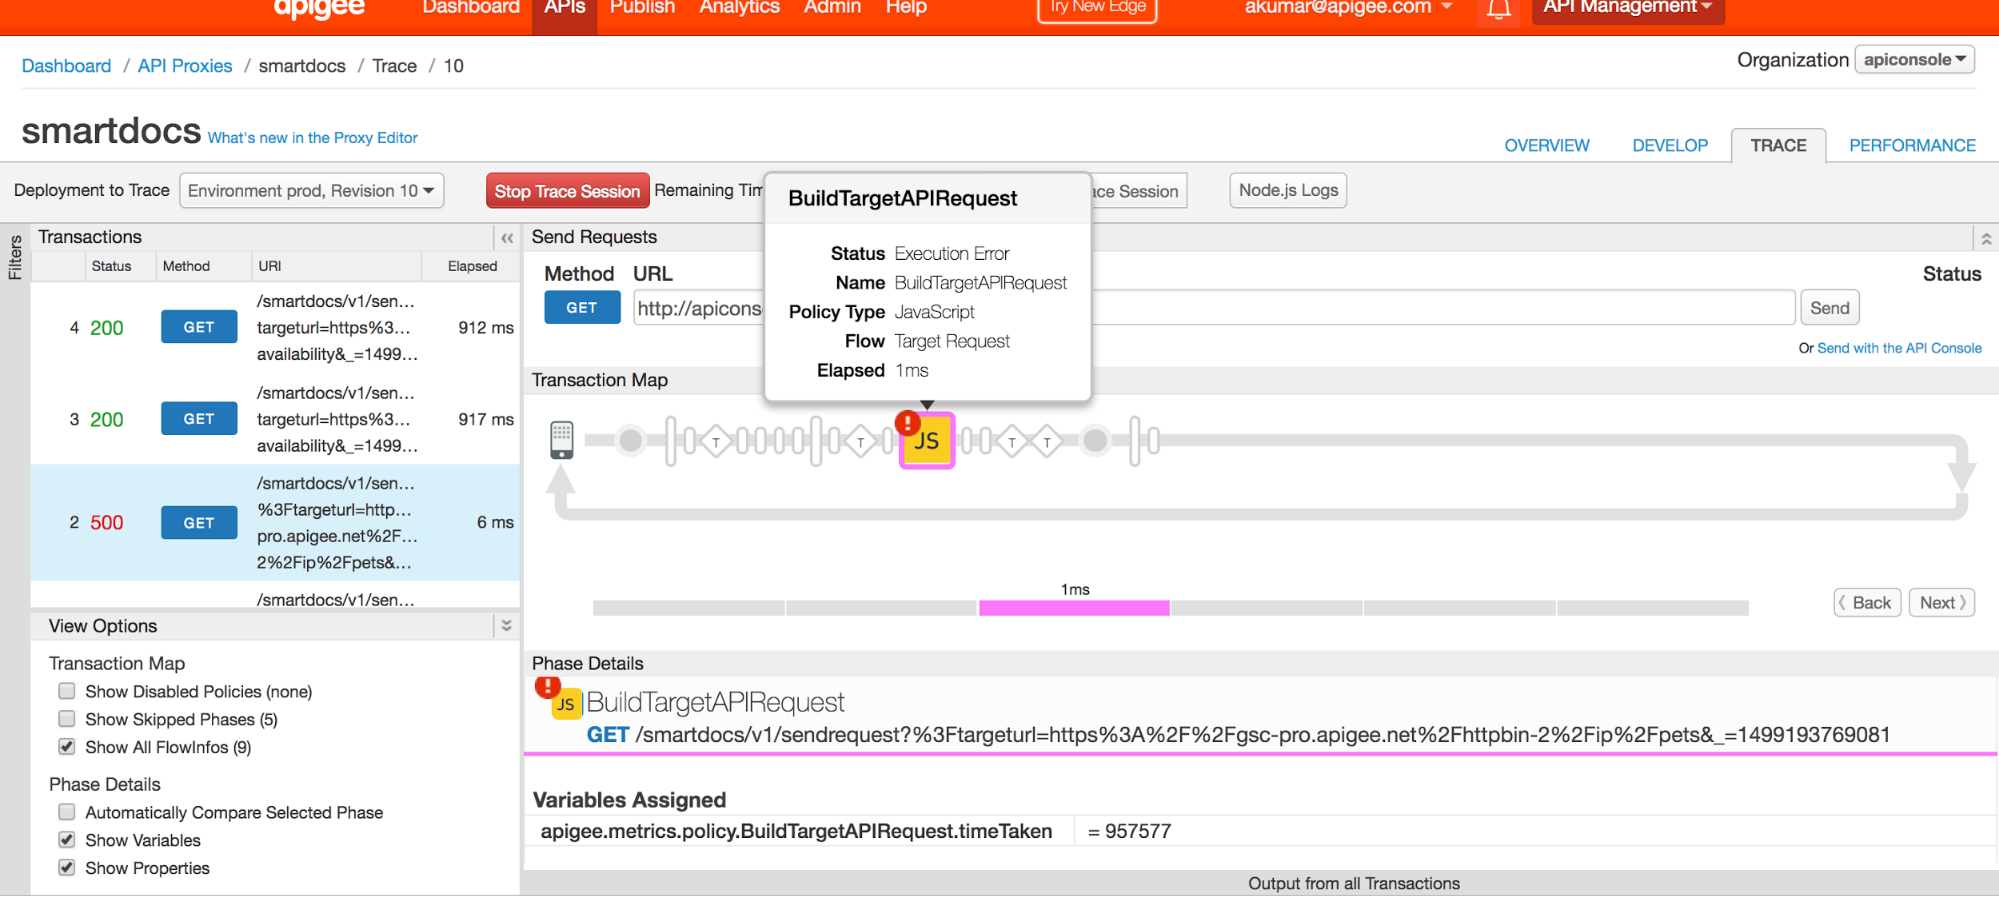 apigee Dashboard APIs Publish Analytics Admin Help Try New Edge akumar@apigee.com API Management
Dashboard / API Proxies / smartdocs / Trace / 10
Organization apiconsole
smartdocs What's new in the Proxy Editor
OVERVIEW DEVELOP TRACE PERFORMANCE
Deployment to Trace Environment prod, Revision 10 Stop Trace Session Remaining Tim ce Session Node.js Logs
BuildTargetAPIRequest
Status Execution Error
Name BuildTargetAPIRequest
Policy Type JavaScript
Flow Target Request
Elapsed 1ms
Filters
Transactions «
Status Method URI Elapsed
/smartdocs/v1/sen...
4 200 GET targeturl=https%3... 912 ms
availability&_=1499...
/smartdocs/v1/sen...
3 200 GET targeturl=https%3... 917 ms
availability&_=1499...
/smartdocs/v1/sen...
%3Ftargeturl=http...
2 500 GET 6 ms
pro.apigee.net%2F...
2%2Fip%2Fpets&...
/smartdocs/v1/sen...
View Options
Transaction Map
Show Disabled Policies (none)
Show Skipped Phases (5)
Show All FlowInfos (9)
Phase Details
Automatically Compare Selected Phase
Show Variables
Show Properties
Send Requests
Method URL Status
GET http://apicons Send
Or Send with the API Console
Transaction Map
T T ! JS T T
1ms
Back Next
Phase Details
! JS BuildTargetAPIRequest
GET /smartdocs/v1/sendrequest?%3Ftargeturl=https%3A%2F%2Fgsc-pro.apigee.net%2Fhttpbin-2%2Fip%2Fpets&_=1499193769081
Variables Assigned
apigee.metrics.policy.BuildTargetAPIRequest.timeTaken = 957577
Output from all Transactions